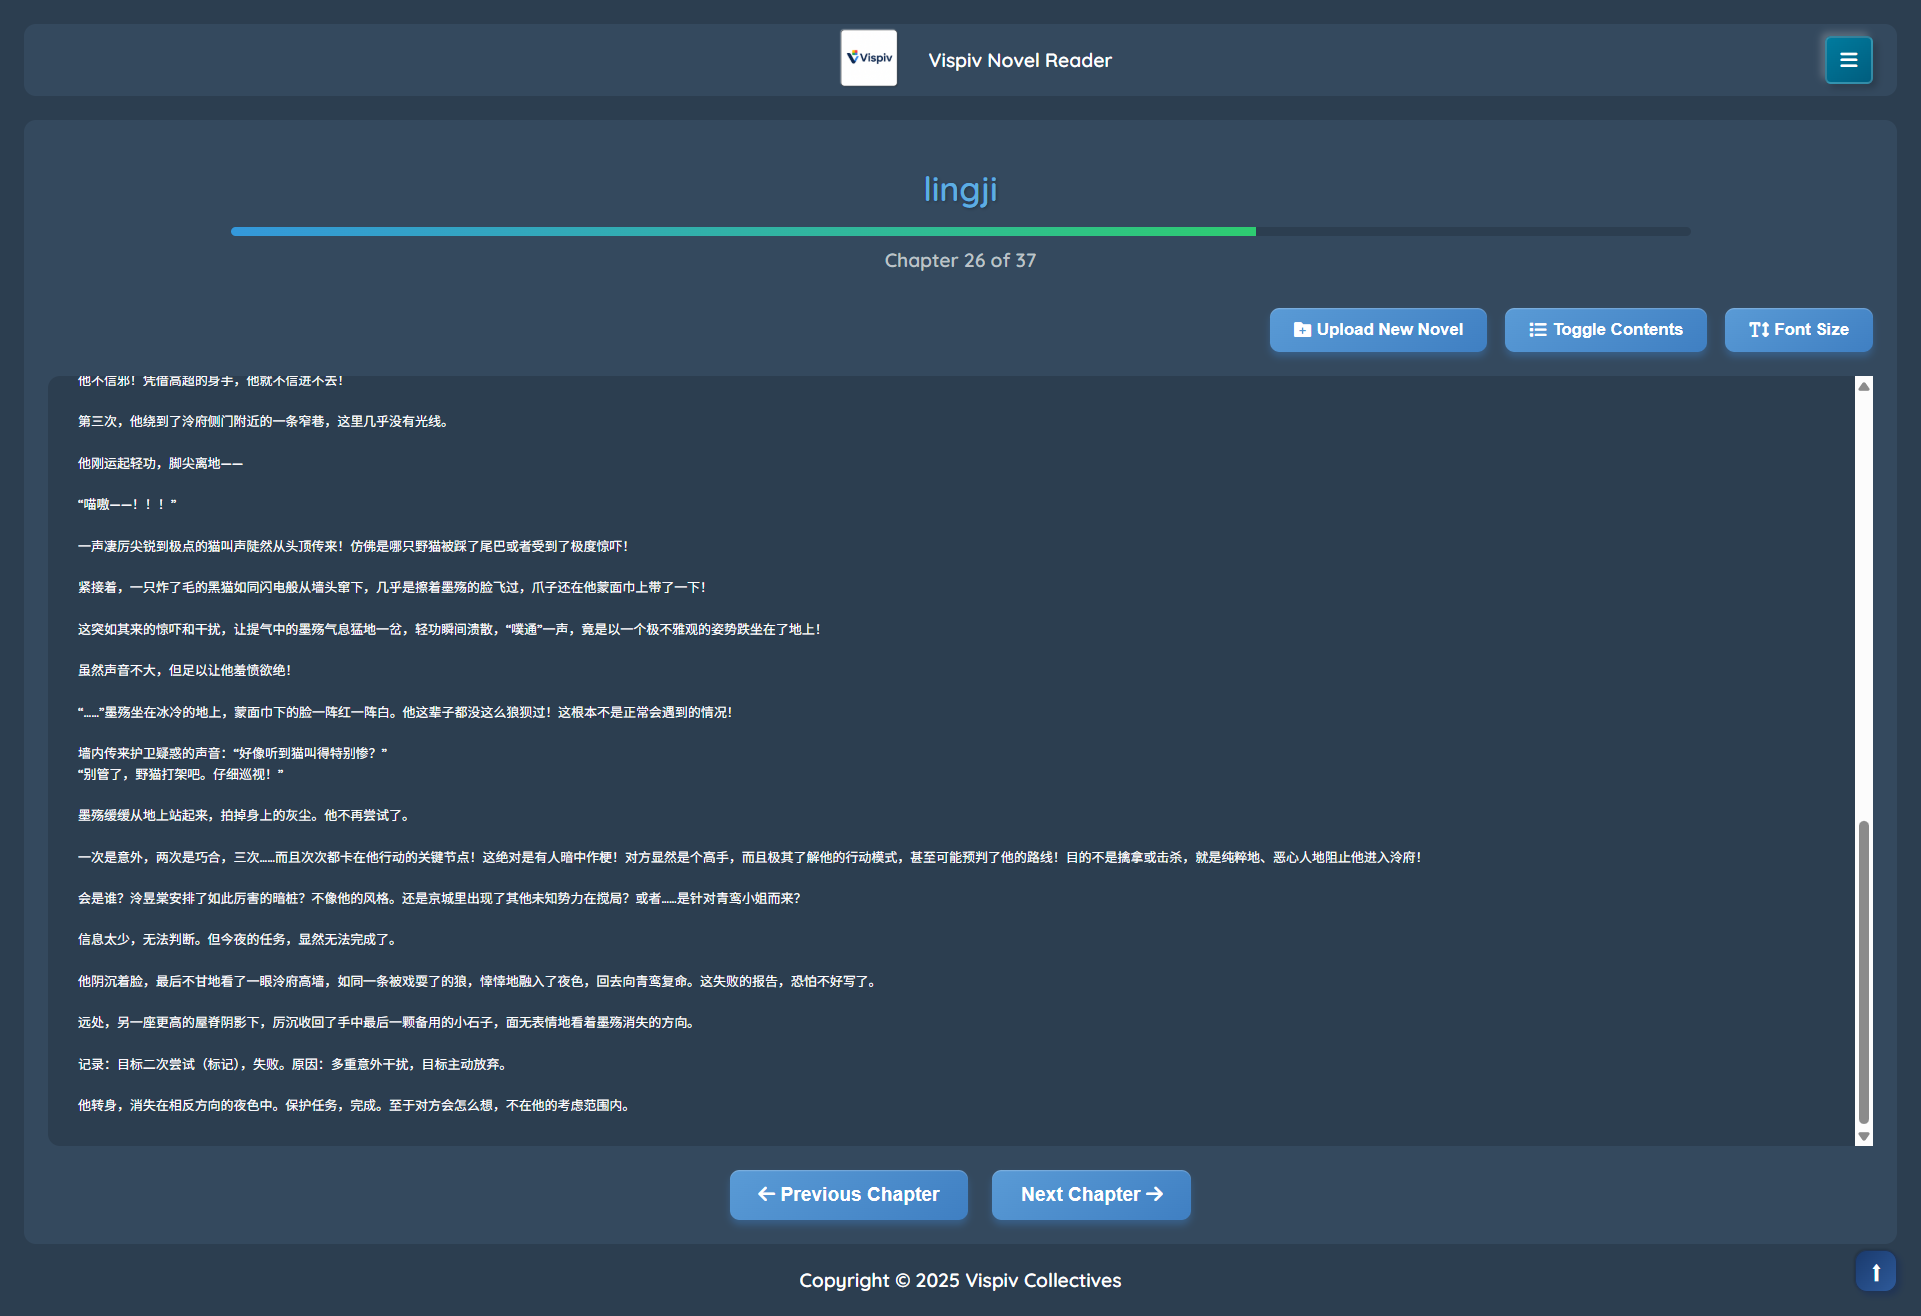 Vispiv
Vispiv Novel Reader
lingji
Chapter 26 of 37
Upload New Novel
Toggle Contents
Font Size
他不信邪！凭借高超的身手，他就不信进不去！
第三次，他绕到了泠府侧门附近的一条窄巷，这里几乎没有光线。
他刚运起轻功，脚尖离地——
“喵嗷——！！！”
一声凄厉尖锐到极点的猫叫声陡然从头顶传来！仿佛是哪只野猫被踩了尾巴或者受到了极度惊吓！
紧接着，一只炸了毛的黑猫如同闪电般从墙头窜下，几乎是擦着墨殇的脸飞过，爪子还在他蒙面巾上带了一下！
这突如其来的惊吓和干扰，让提气中的墨殇气息猛地一岔，轻功瞬间溃散，“噗通”一声，竟是以一个极不雅观的姿势跌坐在了地上！
虽然声音不大，但足以让他羞愤欲绝！
“……”墨殇坐在冰冷的地上，蒙面巾下的脸一阵红一阵白。他这辈子都没这么狼狈过！这根本不是正常会遇到的情况！
墙内传来护卫疑惑的声音：“好像听到猫叫得特别惨？”
“别管了，野猫打架吧。仔细巡视！”
墨殇缓缓从地上站起来，拍掉身上的灰尘。他不再尝试了。
一次是意外，两次是巧合，三次……而且次次都卡在他行动的关键节点！这绝对是有人暗中作梗！对方显然是个高手，而且极其了解他的行动模式，甚至可能预判了他的路线！目的不是擒拿或击杀，就是纯粹地、恶心人地阻止他进入泠府！
会是谁？泠昱棠安排了如此厉害的暗桩？不像他的风格。还是京城里出现了其他未知势力在搅局？或者……是针对青鸾小姐而来？
信息太少，无法判断。但今夜的任务，显然无法完成了。
他阴沉着脸，最后不甘地看了一眼泠府高墙，如同一条被戏耍了的狼，悻悻地融入了夜色，回去向青鸾复命。这失败的报告，恐怕不好写了。
远处，另一座更高的屋脊阴影下，厉沉收回了手中最后一颗备用的小石子，面无表情地看着墨殇消失的方向。
记录：目标二次尝试（标记），失败。原因：多重意外干扰，目标主动放弃。
他转身，消失在相反方向的夜色中。保护任务，完成。至于对方会怎么想，不在他的考虑范围内。
Previous Chapter
Next Chapter
Copyright © 2025 Vispiv Collectives